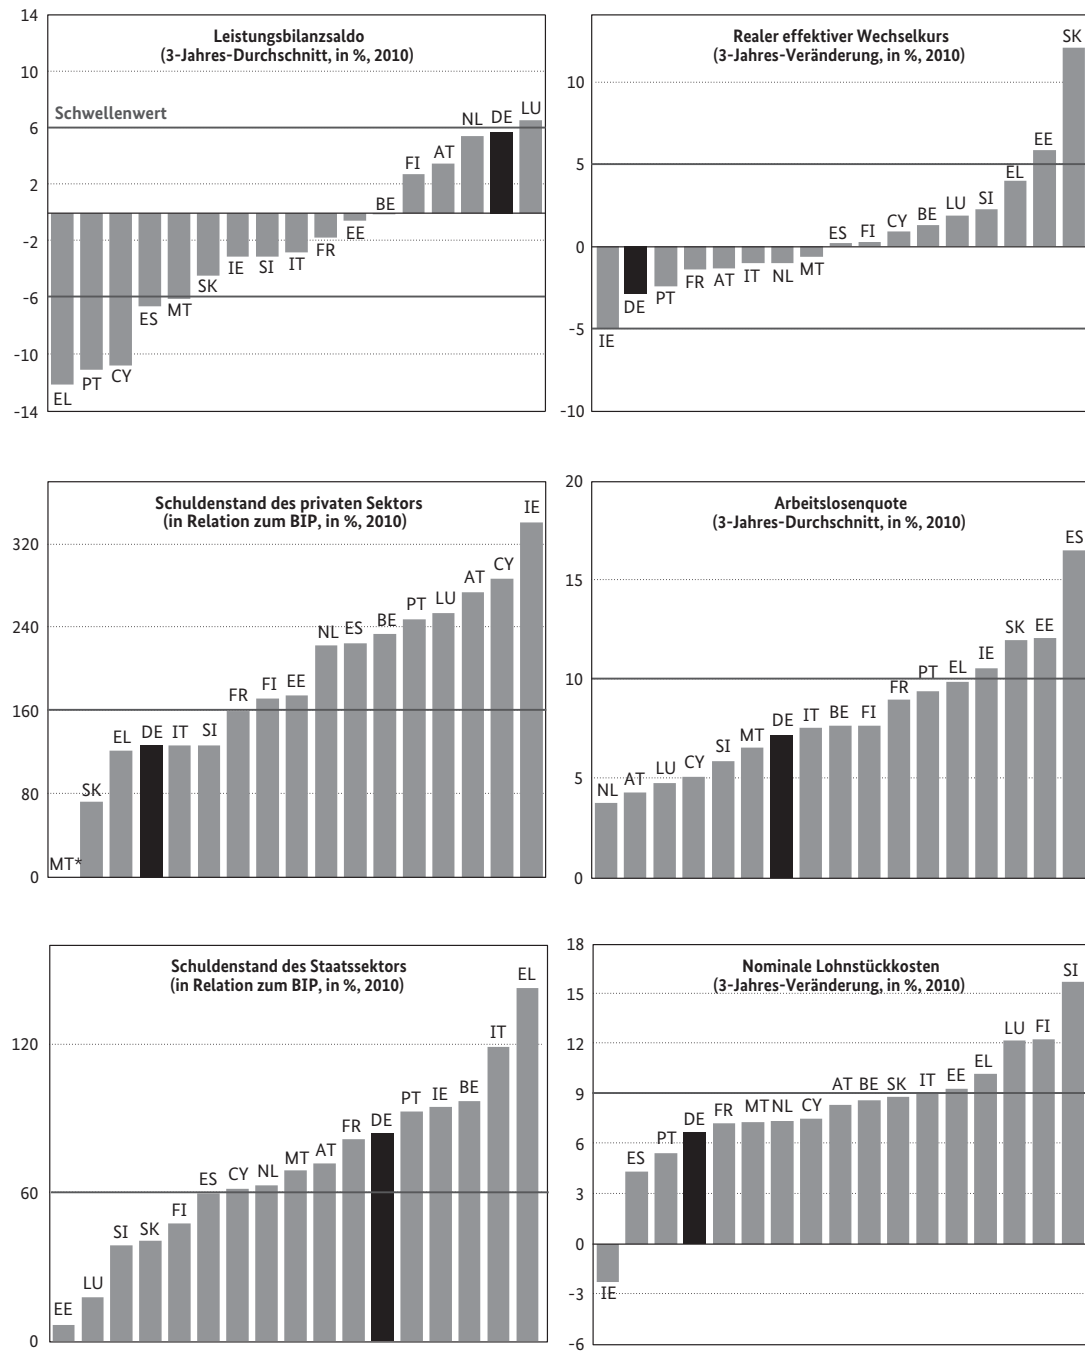 Leistungsbilanzsaldo
(3-Jahres-Durchschnitt, in %, 2010)
14
10
6
2
-2
-6
-10
-14
Schwellenwert
EL PT CY ES MT SK IE SI IT FR EE BE FI AT NL DE LU
Realer effektiver Wechselkurs
(3-Jahres-Veränderung, in %, 2010)
10
5
0
-5
-10
IE DE PT FR AT IT NL MT ES FI CY BE LU SI EL EE SK
Schuldenstand des privaten Sektors
(in Relation zum BIP, in %, 2010)
320
240
160
80
0
MT* SK EL DE IT SI FR FI EE NL ES BE PT LU AT CY IE
Arbeitslosenquote
(3-Jahres-Durchschnitt, in %, 2010)
20
15
10
5
0
NL AT LU CY SI MT DE IT BE FI FR PT EL IE SK EE ES
Schuldenstand des Staatssektors
(in Relation zum BIP, in %, 2010)
120
60
0
EE LU SI SK FI ES CY NL MT AT FR DE PT IE BE IT EL
Nominale Lohnstückkosten
(3-Jahres-Veränderung, in %, 2010)
18
15
12
9
6
3
0
-3
-6
IE ES PT DE FR MT NL CY AT BE SK IT EE EL LU FI SI